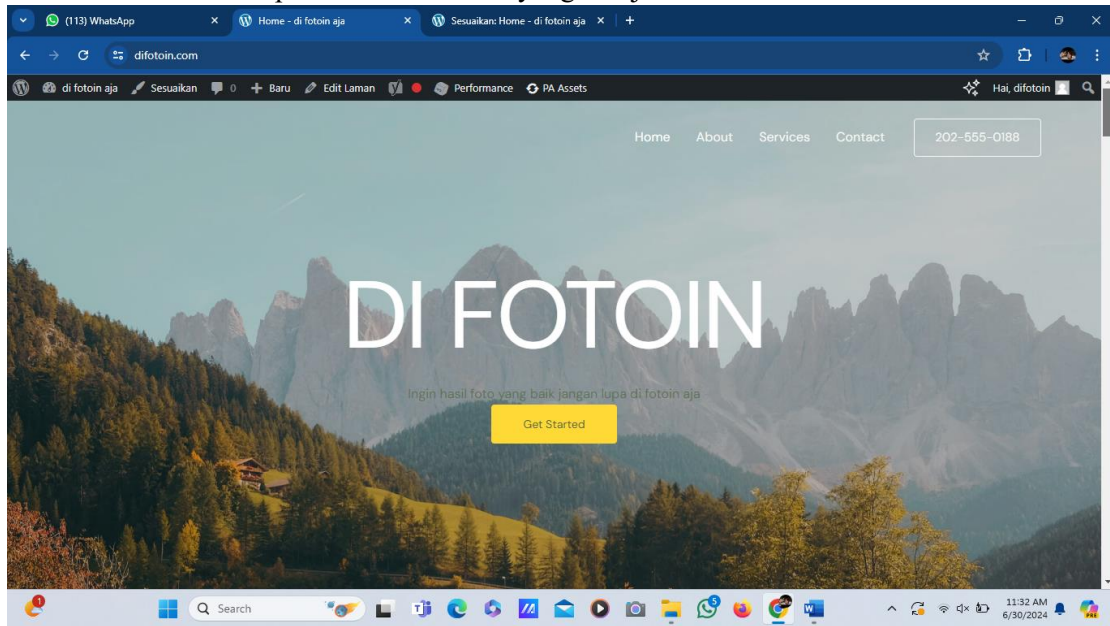 (113) WhatsApp
Home - di fotoin aja
Sesuaikan: Home - di fotoin aja
difotoin.com
di fotoin aja Sesuaikan 0 Baru Edit Laman Performance PA Assets Hai, difotoin
Home About Services Contact 202-555-0188
DI FOTOIN
Ingin hasil foto yang baik jangan lupa di fotoin aja
Get Started
Search
11:32 AM
6/30/2024